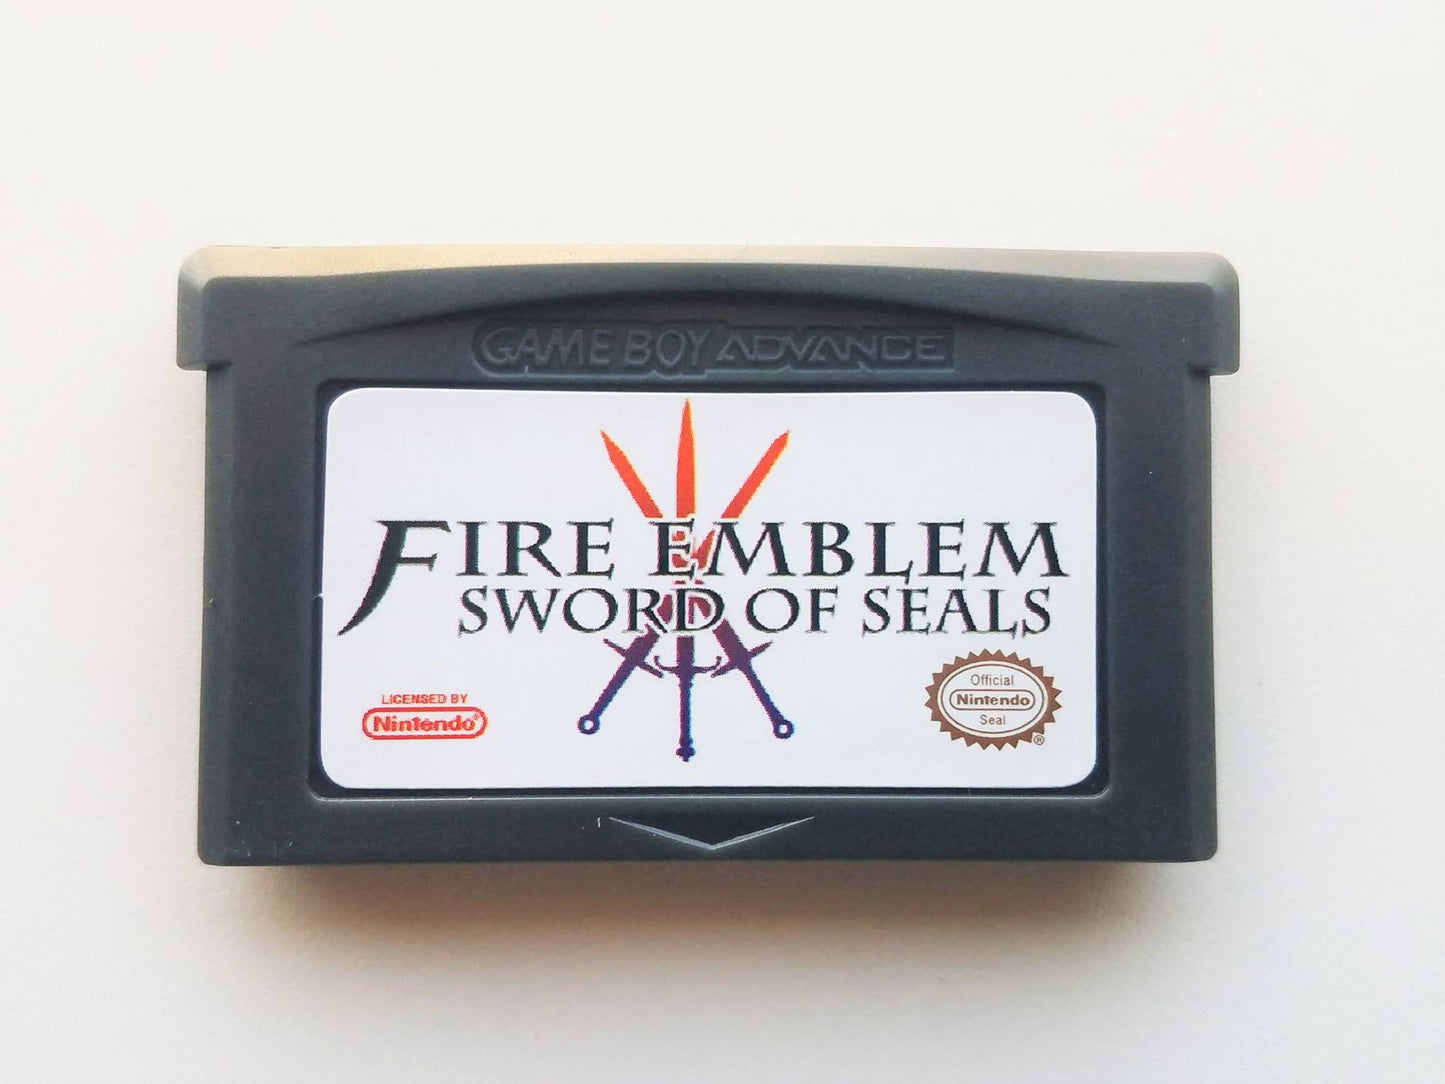 GAME BOY ADVANCE
FIRE EMBLEM
SWORD OF SEALS
LICENSED BY
Nintendo®
Official
Nintendo
Seal
®